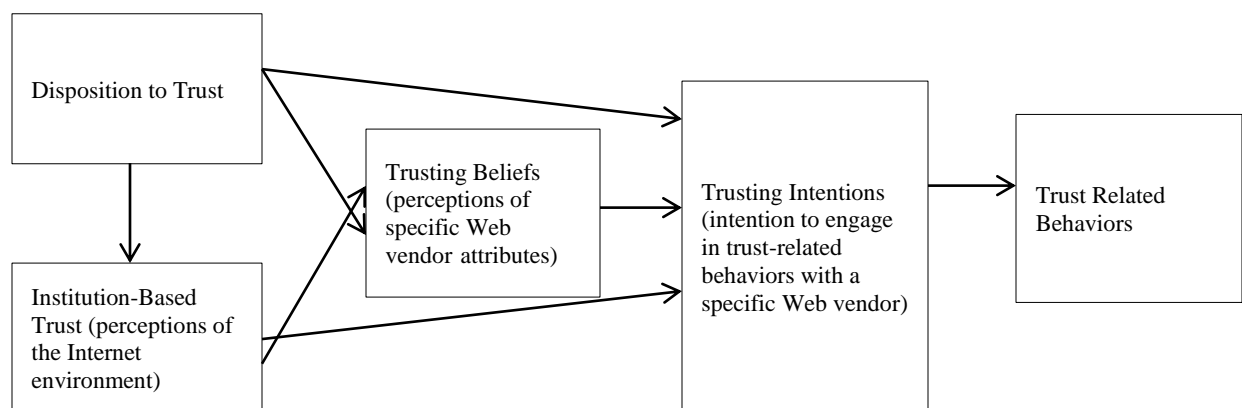 Disposition to Trust
Trusting Beliefs
(perceptions of
specific Web
vendor attributes)
Institution-Based
Trust (perceptions of
the Internet
environment)
Trusting Intentions
(intention to engage
in trust-related
behaviors with a
specific Web vendor)
Trust Related
Behaviors